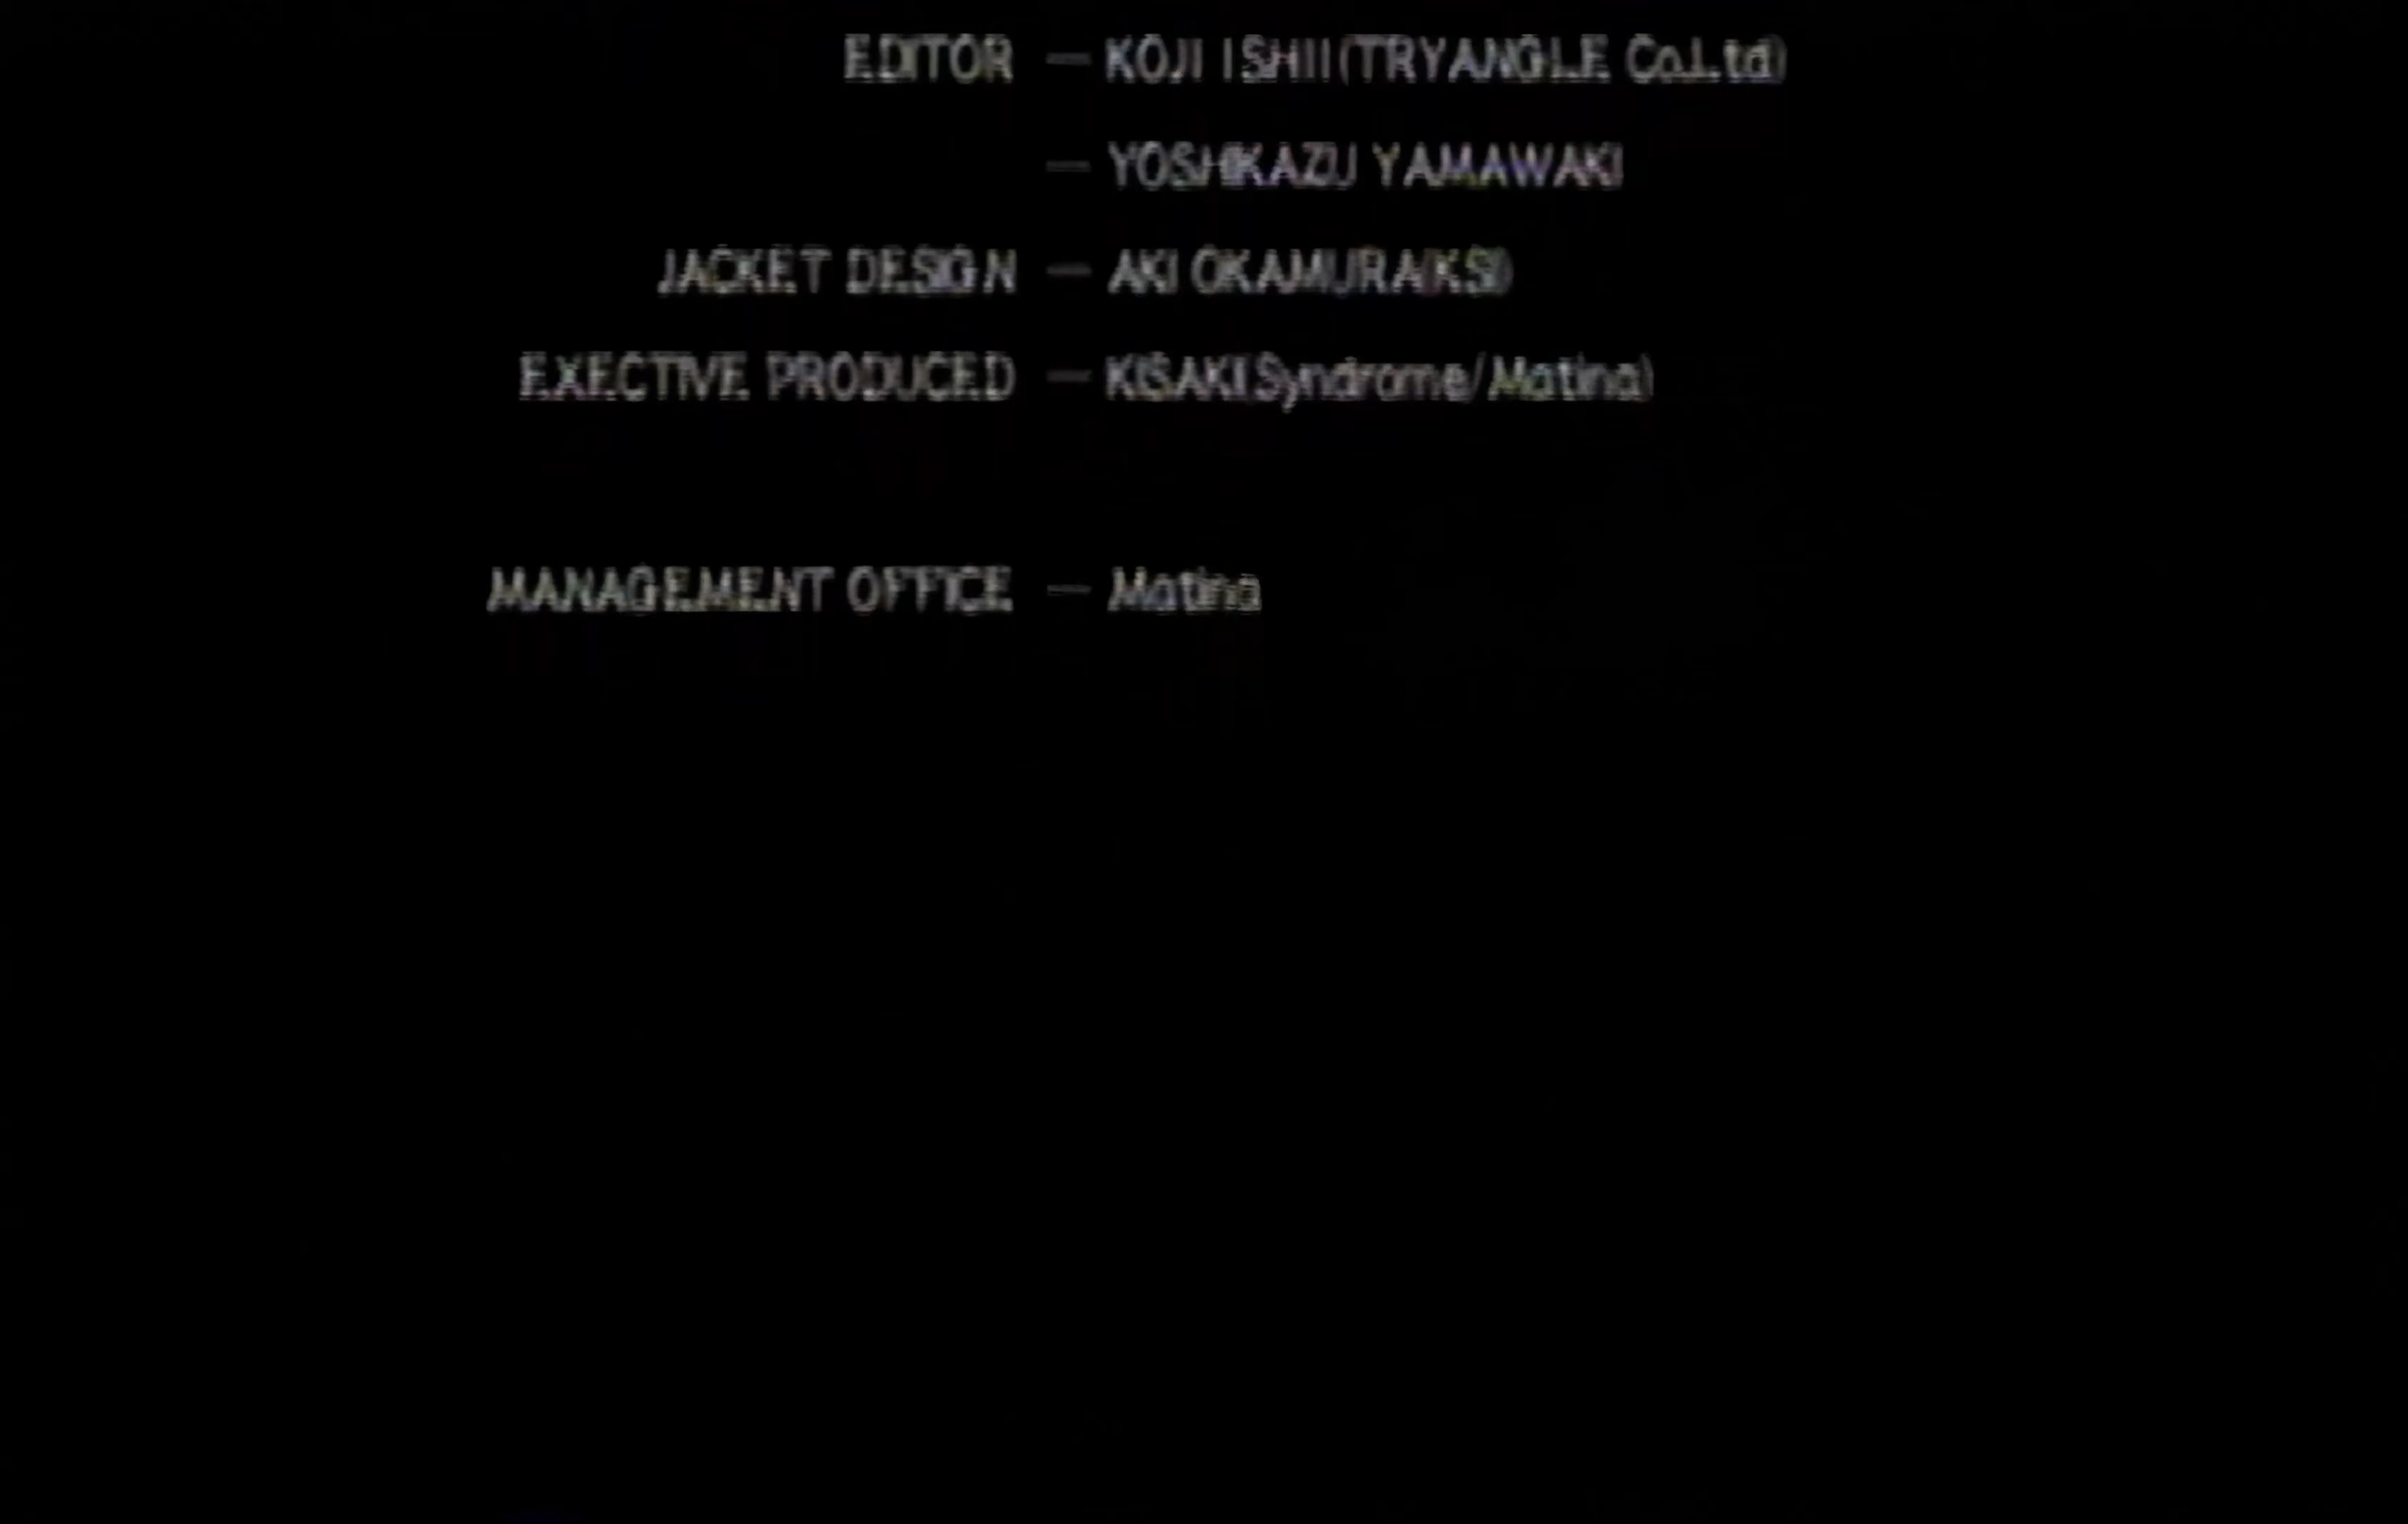 EDITOR — KOJI ISHII(TRYANGLE Co.Ltd)
— YOSHIKAZU YAMAWAKI
JACKET DESIGN — AKI OKAMURA(KSI)
EXECTIVE PRODUCED — KISAKI(Syndrome/Matina)
MANAGEMENT OFFICE — Matina